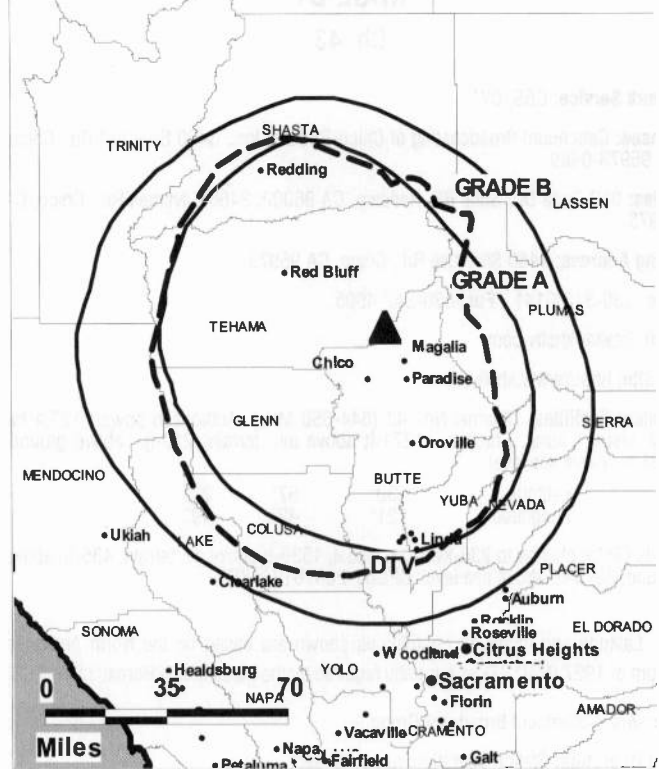 SHASTA
TRINITY
Redding
GRADE B
LASSEN
Red Bluff
GRADE A
PLUMAS
TEHAMA
Magalia
Chico
Paradise
GLENN
SIERRA
Oroville
MENDOCINO
BUTTE
YUBA
NEVADA
COLUSA
Ukiah
LAKE
Linda
DTV
PLACER
Clearlake
Auburn
SONOMA
Rocklin
EL DORADO
Roseville
Woodland
Citrus Heights
Healdsburg
YOLO
0 35 70
NAPA
Sacramento
Florin
AMADOR
Vacaville
CRAMENTO
Miles
Napa
Galt
Petaluma
Fairfield